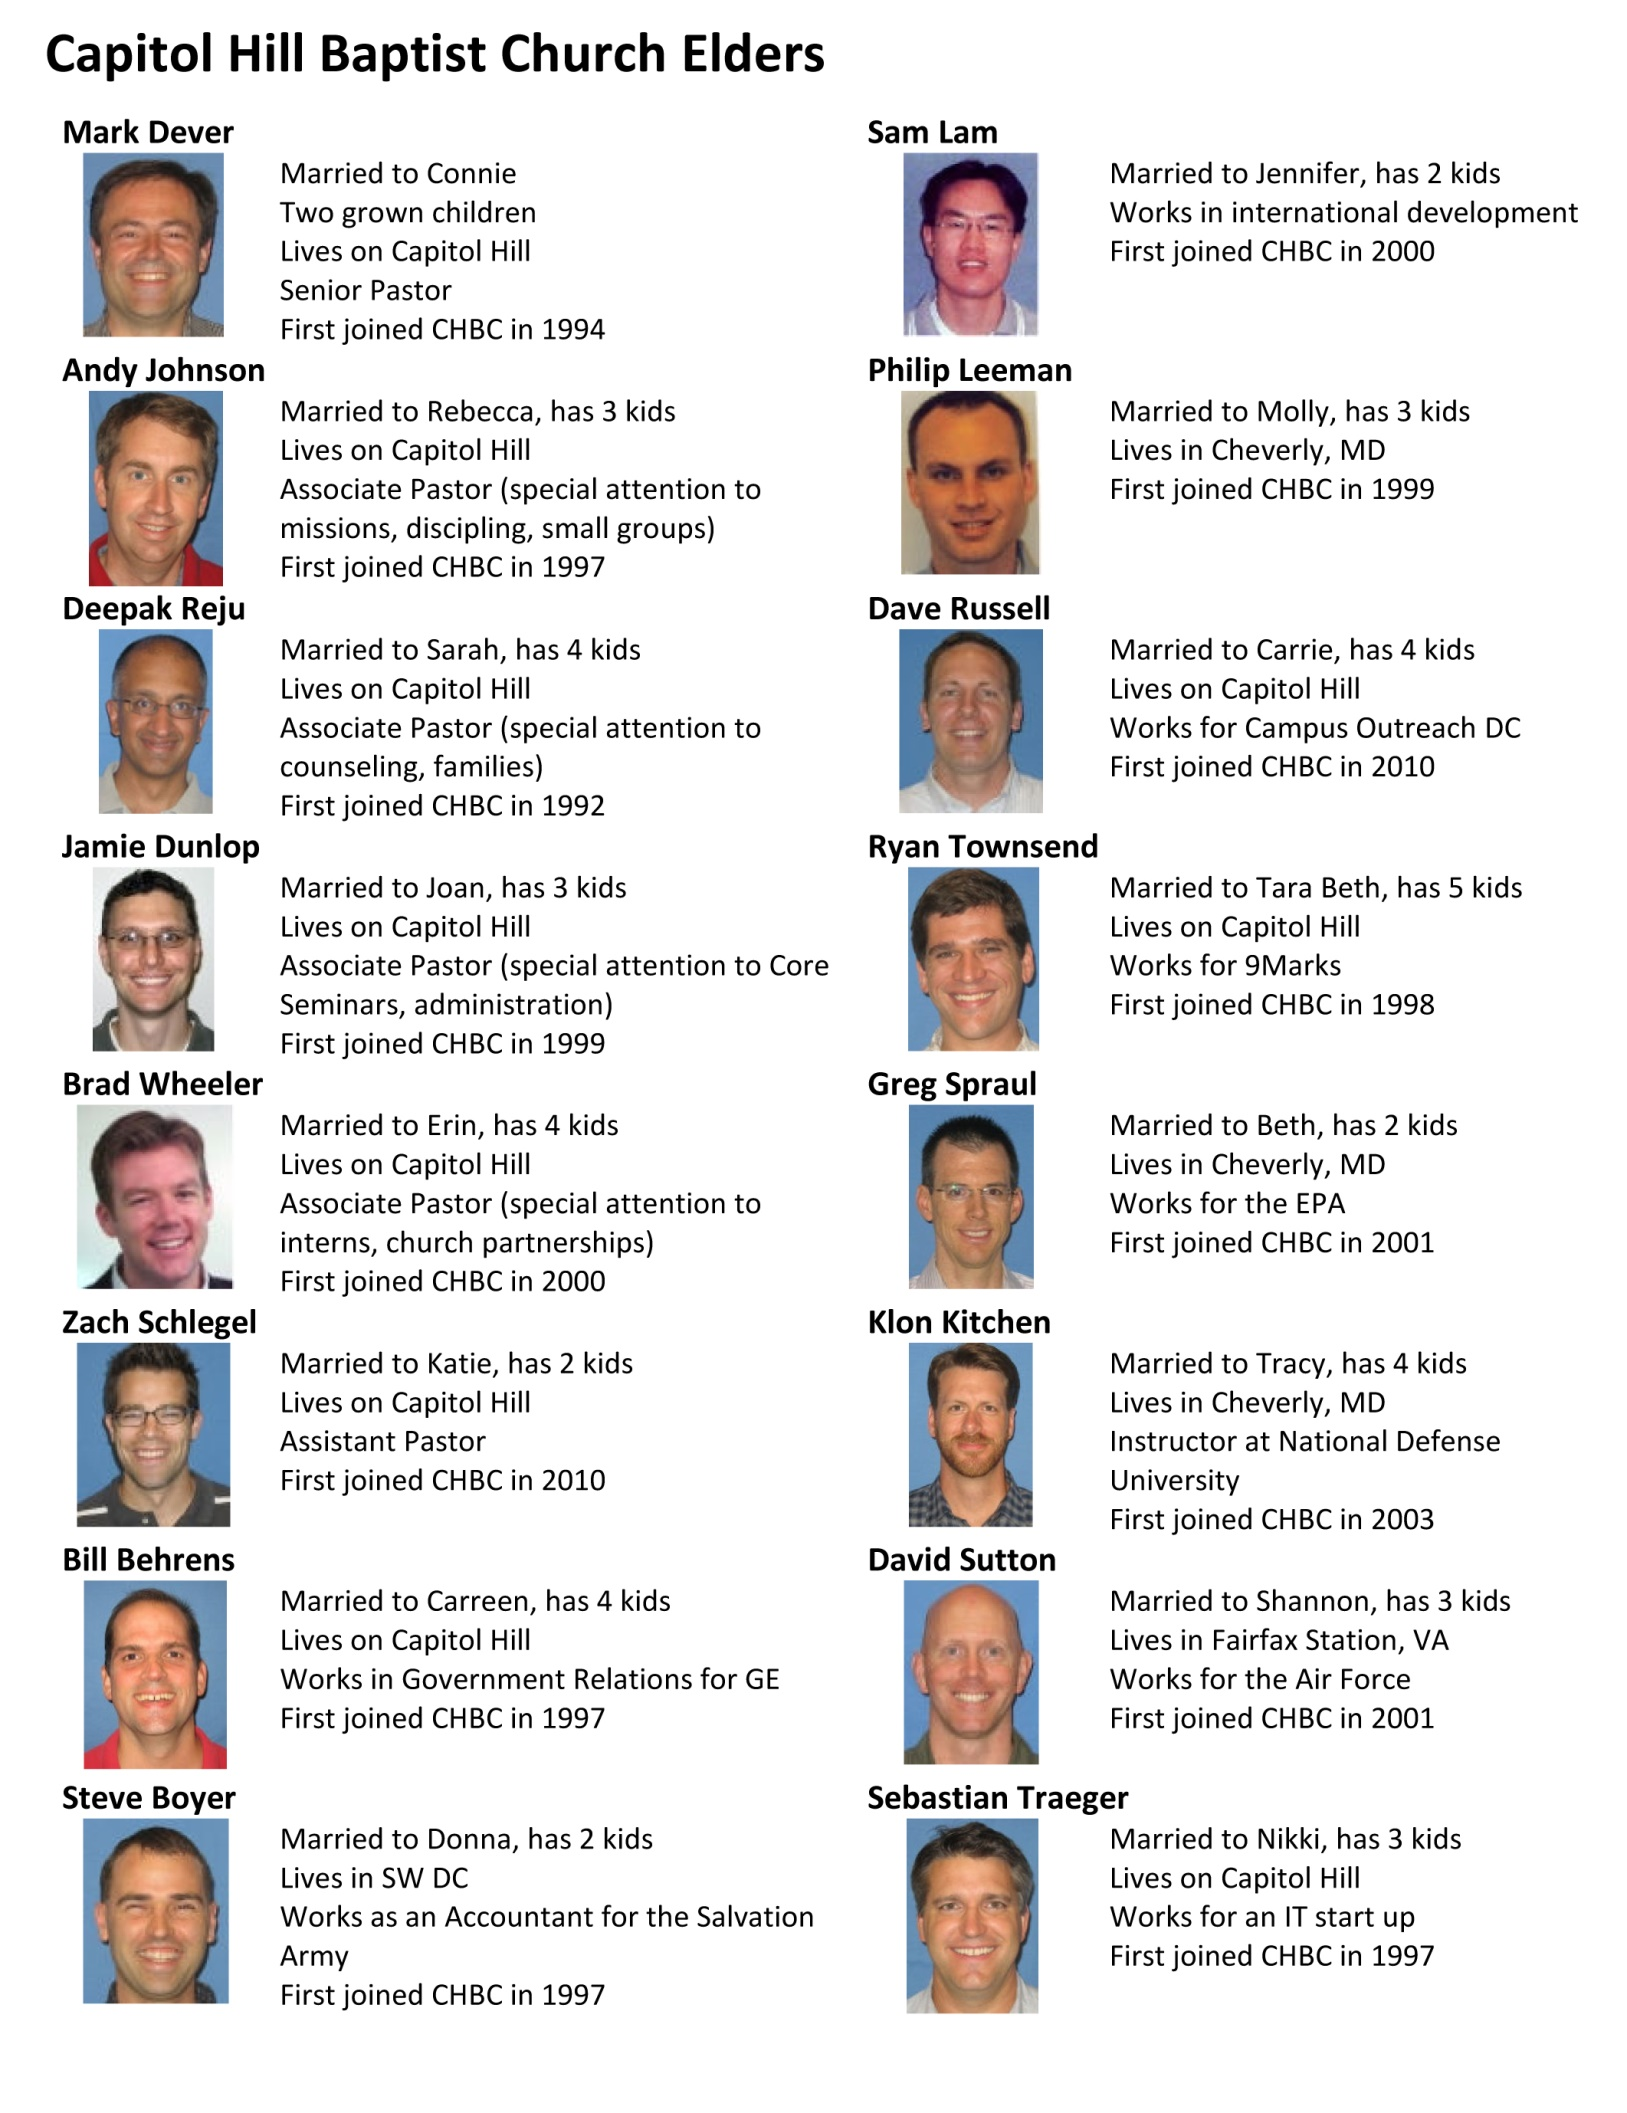 Capitol Hill Baptist Church Elders
Mark Dever
Married to Connie
Two grown children
Lives on Capitol Hill
Senior Pastor
First joined CHBC in 1994
Andy Johnson
Married to Rebecca, has 3 kids
Lives on Capitol Hill
Associate Pastor (special attention to
missions, discipling, small groups)
First joined CHBC in 1997
Deepak Reju
Married to Sarah, has 4 kids
Lives on Capitol Hill
Associate Pastor (special attention to
counseling, families)
First joined CHBC in 1992
Jamie Dunlop
Married to Joan, has 3 kids
Lives on Capitol Hill
Associate Pastor (special attention to Core
Seminars, administration)
First joined CHBC in 1999
Brad Wheeler
Married to Erin, has 4 kids
Lives on Capitol Hill
Associate Pastor (special attention to
interns, church partnerships)
First joined CHBC in 2000
Zach Schlegel
Married to Katie, has 2 kids
Lives on Capitol Hill
Assistant Pastor
First joined CHBC in 2010
Bill Behrens
Married to Carreen, has 4 kids
Lives on Capitol Hill
Works in Government Relations for GE
First joined CHBC in 1997
Steve Boyer
Married to Donna, has 2 kids
Lives in SW DC
Works as an Accountant for the Salvation
Army
First joined CHBC in 1997
Sam Lam
Married to Jennifer, has 2 kids
Works in international development
First joined CHBC in 2000
Philip Leeman
Married to Molly, has 3 kids
Lives in Cheverly, MD
First joined CHBC in 1999
Dave Russell
Married to Carrie, has 4 kids
Lives on Capitol Hill
Works for Campus Outreach DC
First joined CHBC in 2010
Ryan Townsend
Married to Tara Beth, has 5 kids
Lives on Capitol Hill
Works for 9Marks
First joined CHBC in 1998
Greg Spraul
Married to Beth, has 2 kids
Lives in Cheverly, MD
Works for the EPA
First joined CHBC in 2001
Klon Kitchen
Married to Tracy, has 4 kids
Lives in Cheverly, MD
Instructor at National Defense
University
First joined CHBC in 2003
David Sutton
Married to Shannon, has 3 kids
Lives in Fairfax Station, VA
Works for the Air Force
First joined CHBC in 2001
Sebastian Traeger
Married to Nikki, has 3 kids
Lives on Capitol Hill
Works for an IT start up
First joined CHBC in 1997